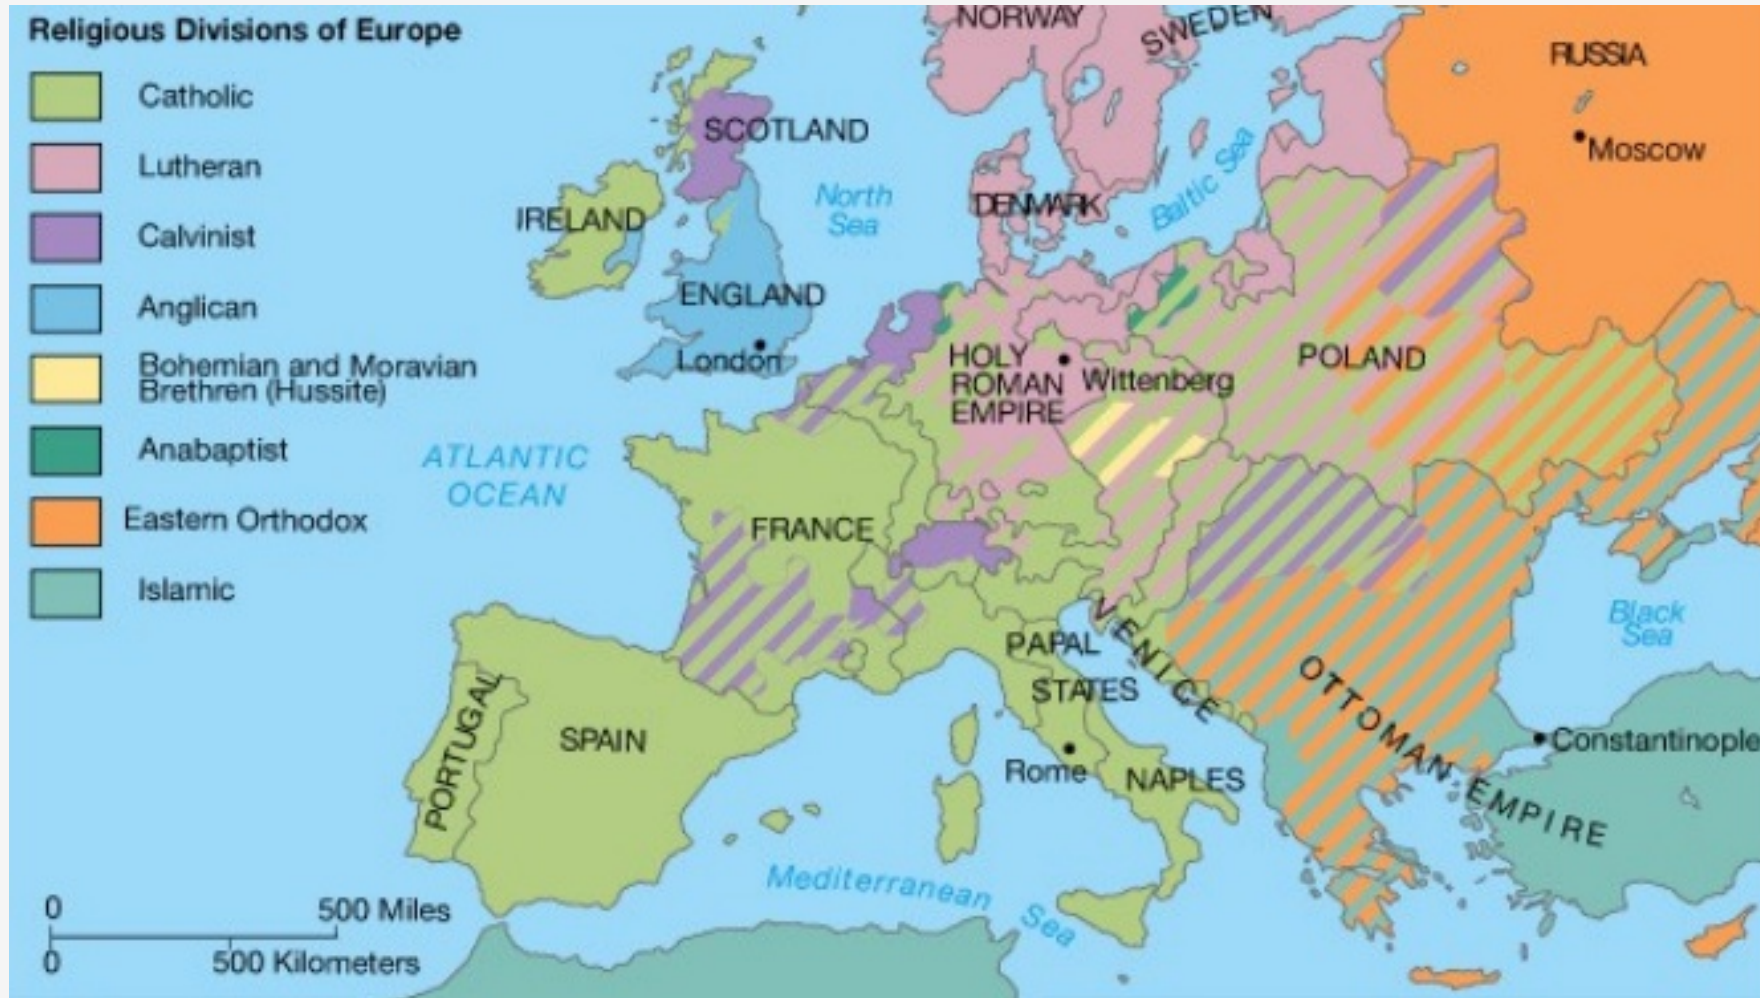 Religious Divisions of Europe
Catholic
Lutheran
Calvinist
Anglican
Bohemian and Moravian
Brethren (Hussite)
Anabaptist
Eastern Orthodox
Islamic
NORWAY
SWEDEN
RUSSIA
Moscow
SCOTLAND
North
Sea
Baltic Sea
DENMARK
IRELAND
ENGLAND
London
HOLY
ROMAN
EMPIRE
Wittenberg
POLAND
ATLANTIC
OCEAN
FRANCE
VENICE
Black
Sea
PAPAL
STATES
PORTUGAL
SPAIN
Rome
NAPLES
OTTOMAN EMPIRE
Constantinople
Mediterranean Sea
0 500 Miles
0 500 Kilometers